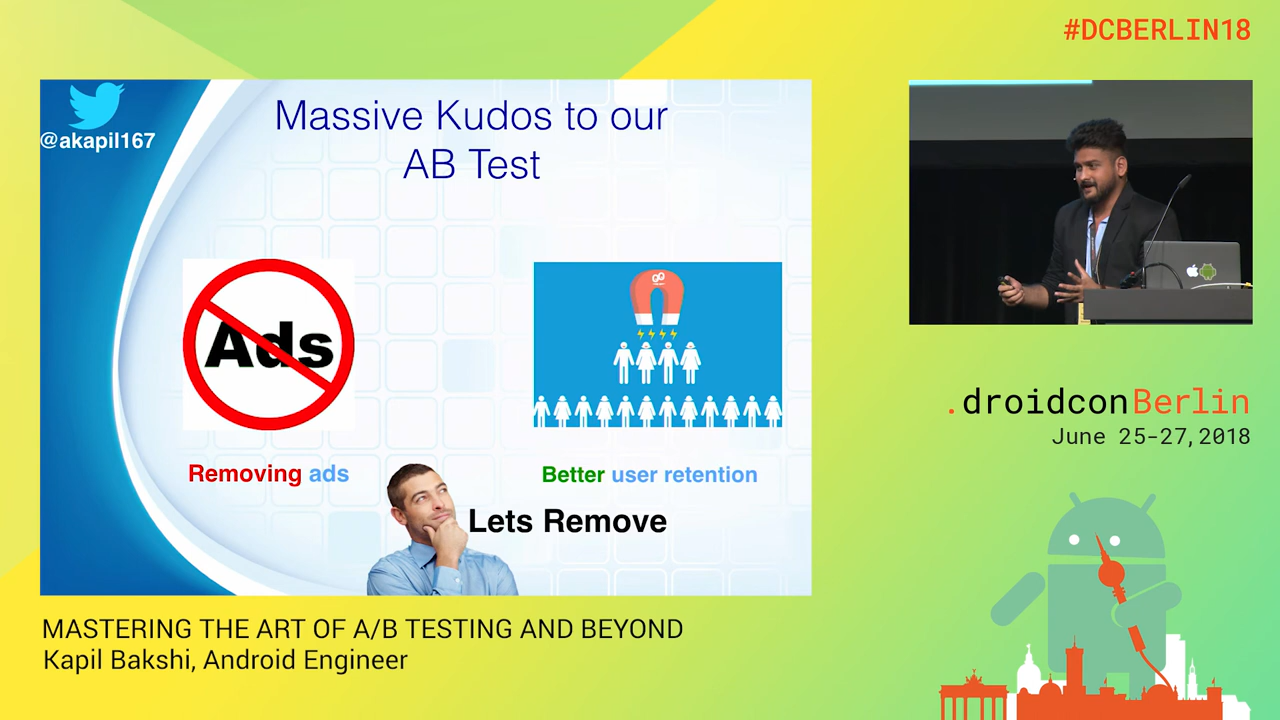 #DCBERLIN18
@akapil167
Massive Kudos to our
AB Test
Ads
go
Removing ads
Better user retention
Lets Remove
.droidconBerlin
June 25-27,2018
MASTERING THE ART OF A/B TESTING AND BEYOND
Kapil Bakshi, Android Engineer